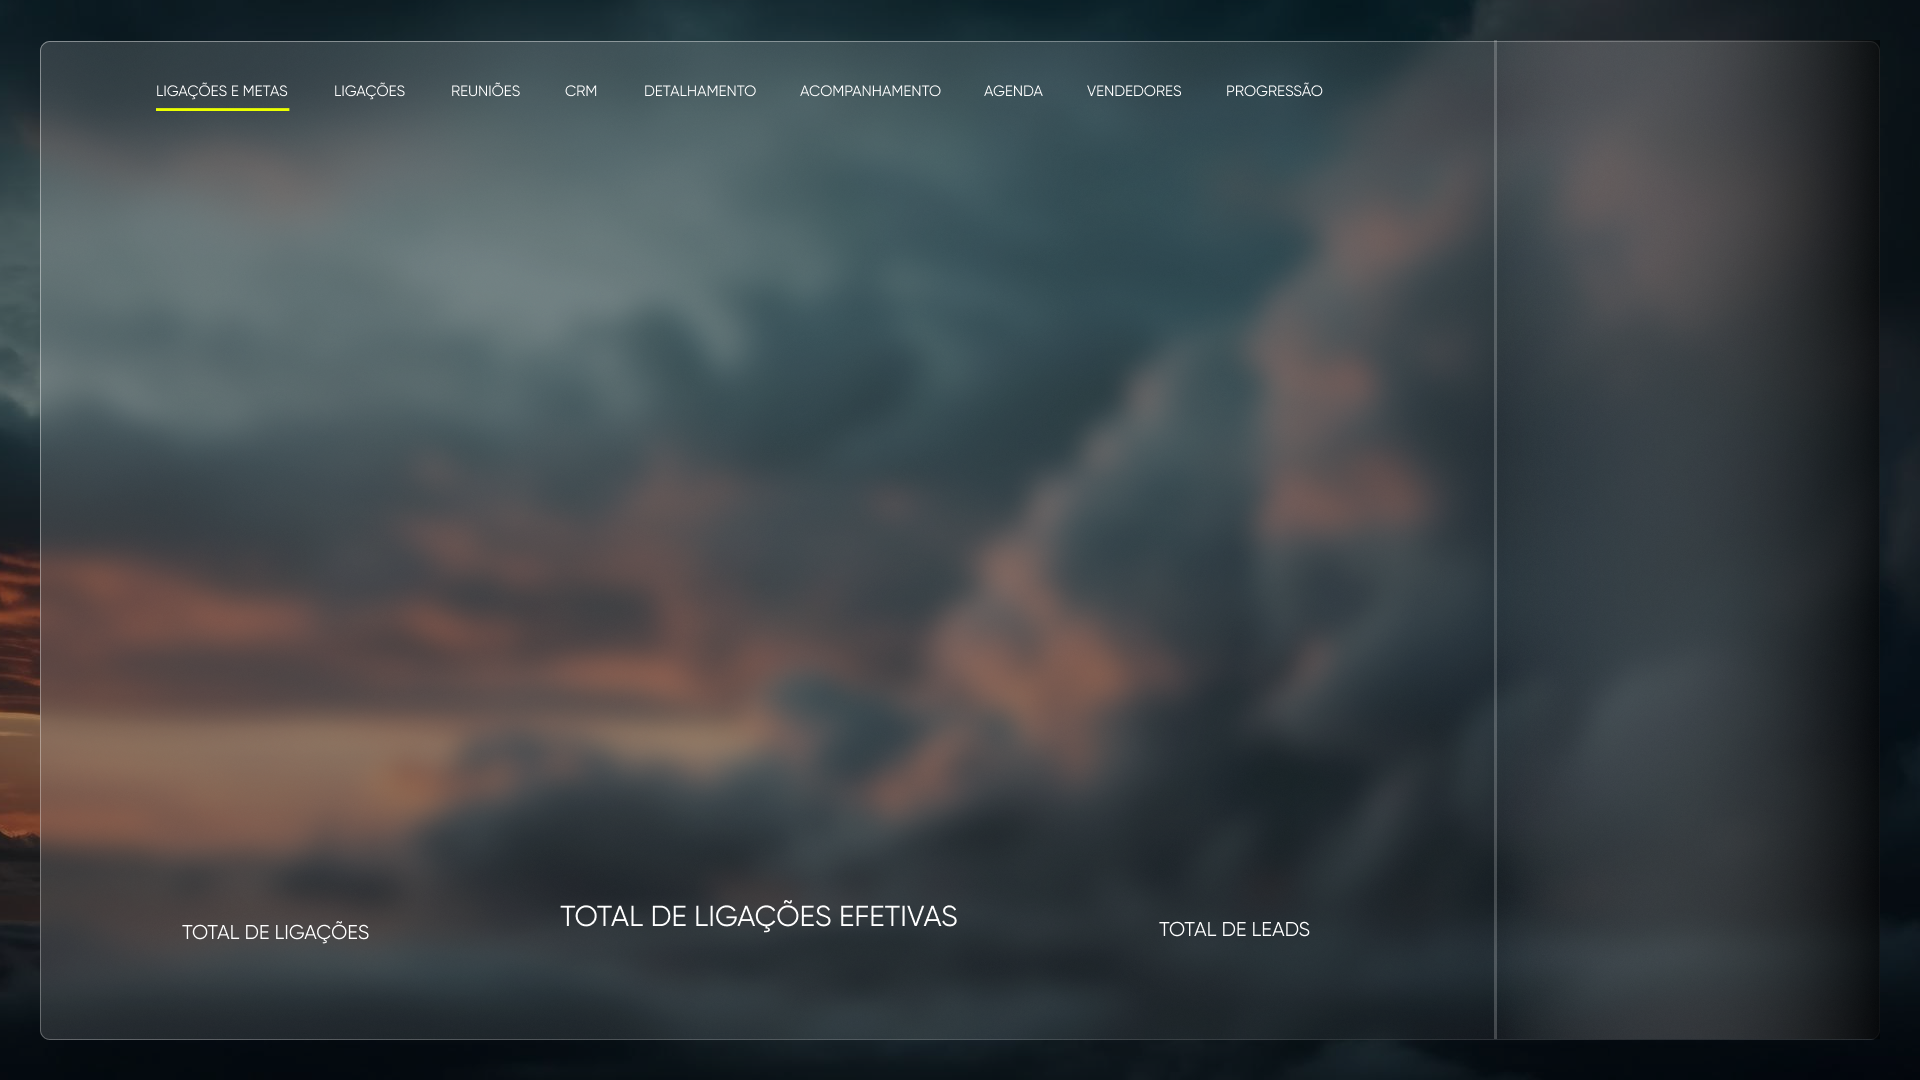 LIGAÇÕES E METAS LIGAÇÕES REUNIÕES CRM DETALHAMENTO ACOMPANHAMENTO AGENDA VENDEDORES PROGRESSÃO
TOTAL DE LIGAÇÕES
TOTAL DE LIGAÇÕES EFETIVAS
TOTAL DE LEADS